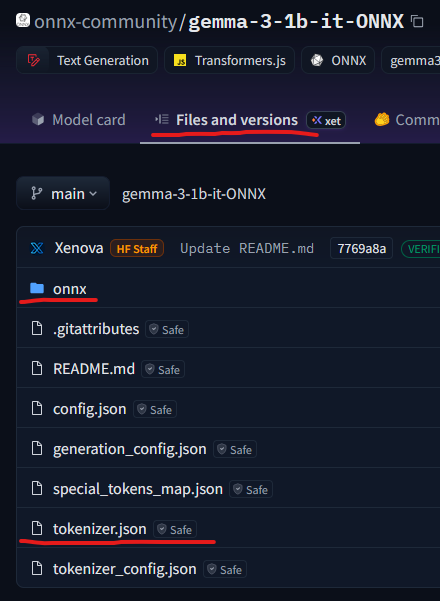 onnx-community/gemma-3-1b-it-ONNX
Text Generation JS Transformers.js ONNX gemma3
Model card Files and versions xet Comm
main gemma-3-1b-it-ONNX
Xenova HF Staff Update README.md 7769a8a VERIFI
onnx
.gitattributes Safe
README.md Safe
config.json Safe
generation_config.json Safe
special_tokens_map.json Safe
tokenizer.json Safe
tokenizer_config.json Safe